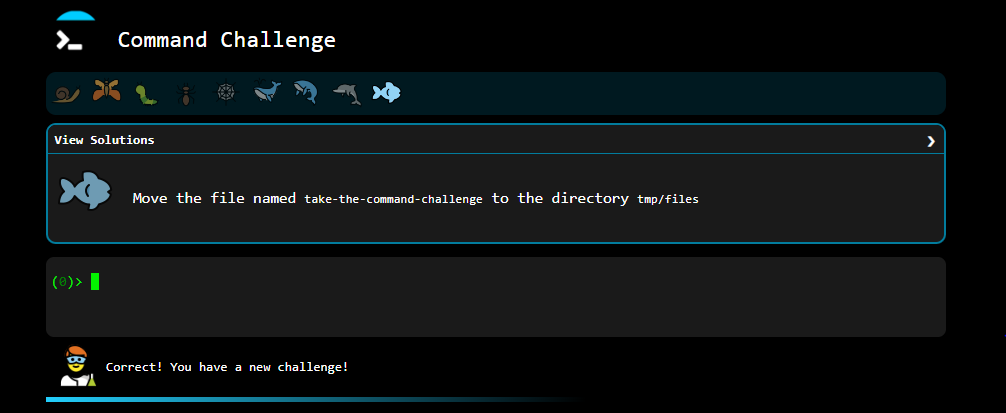 Command Challenge
View Solutions
Move the file named take-the-command-challenge to the directory tmp/files
(0)>
Correct! You have a new challenge!